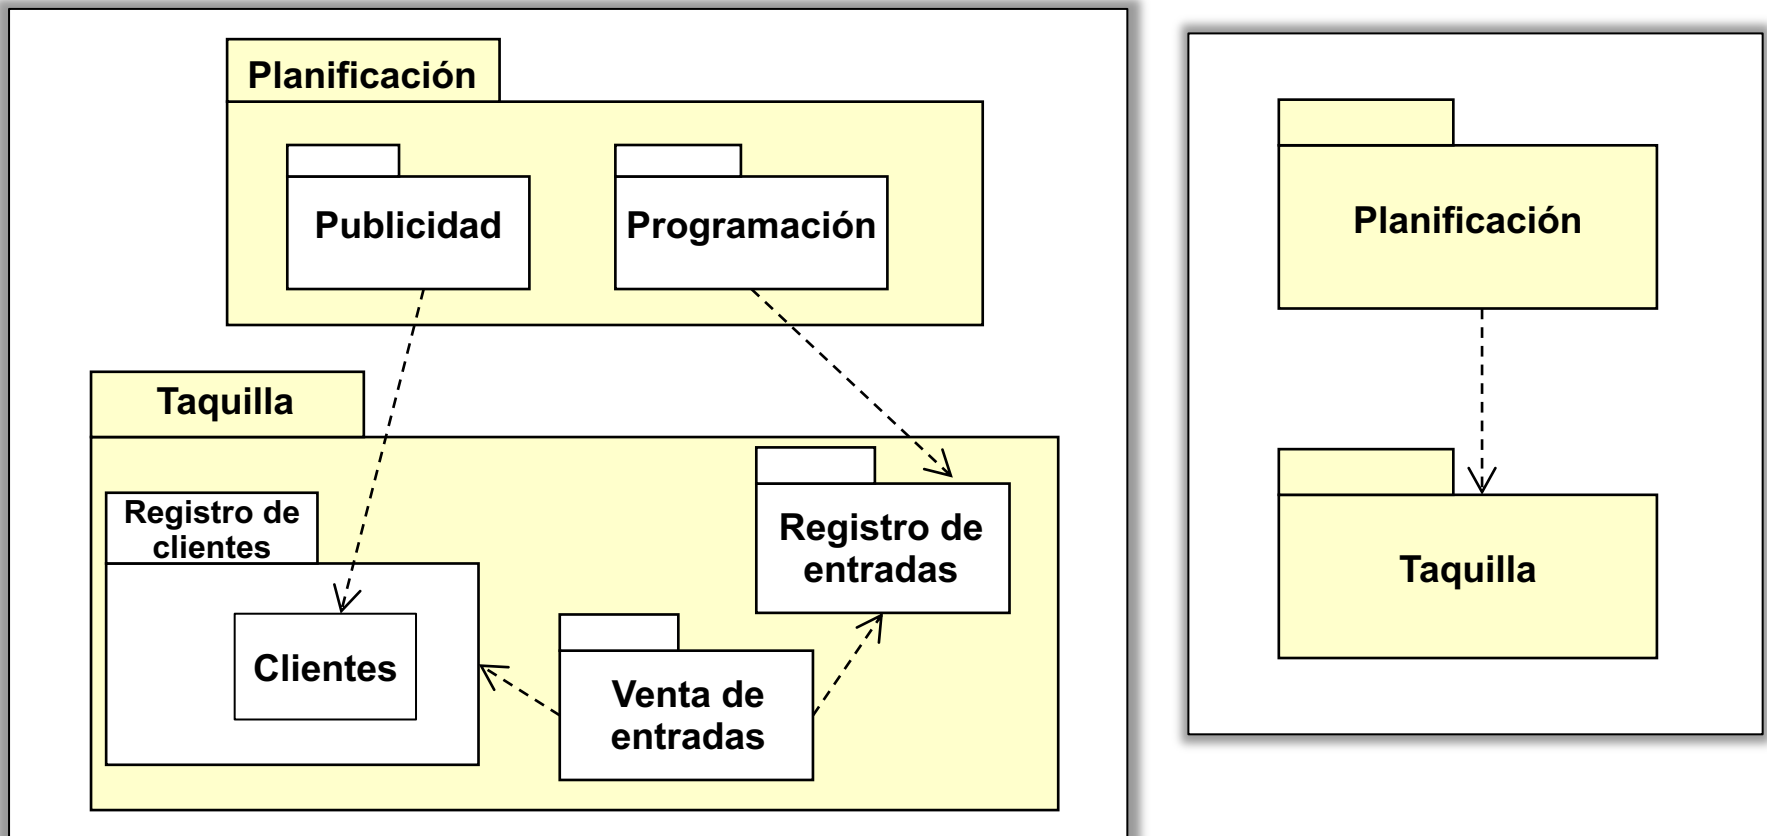 Planificación
Publicidad
Programación
Taquilla
Registro de
clientes
Clientes
Venta de
entradas
Registro de
entradas
Planificación
Taquilla